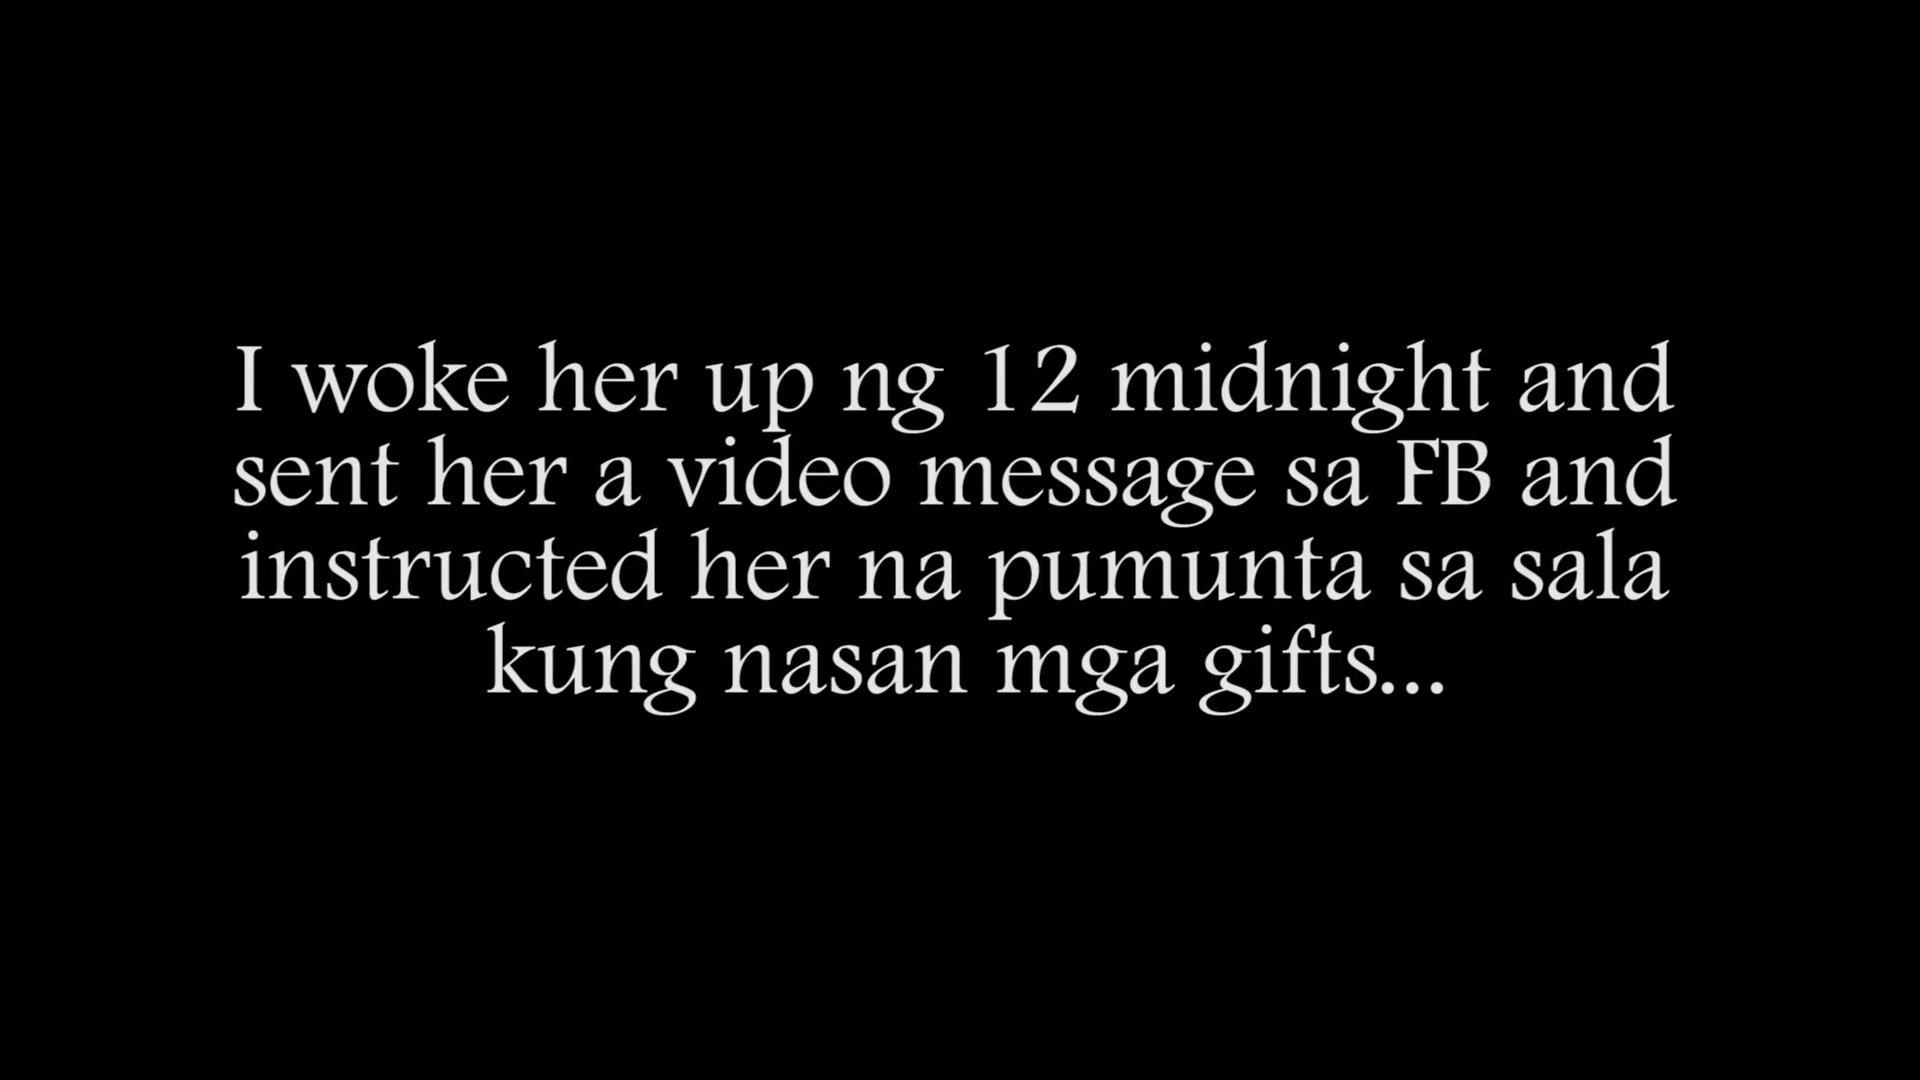 I woke her up ng 12 midnight and
sent her a video message sa FB and
instructed her na pumunta sa sala
kung nasan mga gifts...